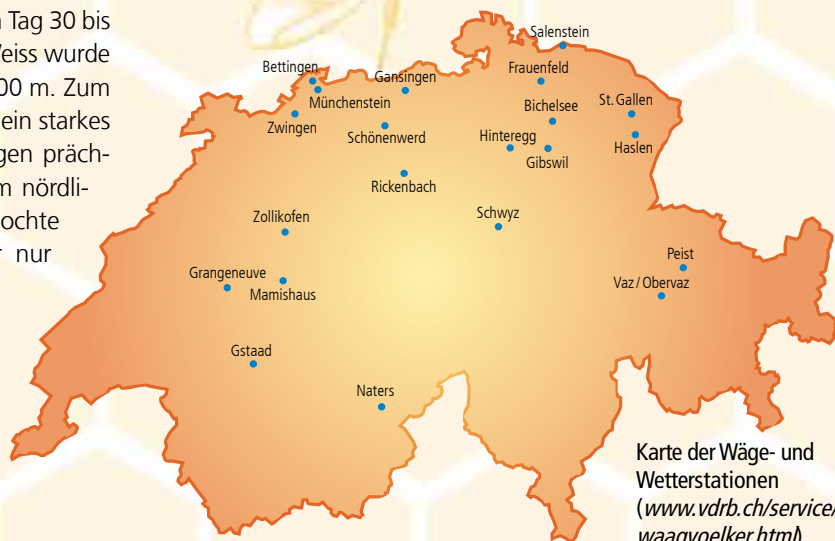 Tag 30 bis
eiss wurde
00 m. Zum
ein starkes
gen präch-
m nördli-
ochte
nur
Salenstein
Bettingen
Gansingen
Frauenfeld
Münchenstein
Bichelsee
St. Gallen
Zwingen
Schönenwerd
Hinteregg
Haslen
Gibswil
Rickenbach
Zollikofen
Schwyz
Peist
Grangeneuve
Vaz / Obervaz
Mamishaus
Gstaad
Naters
Karte der Wäge- und
Wetterstationen
(www.vdrb.ch/service/
waagvoelker.html)